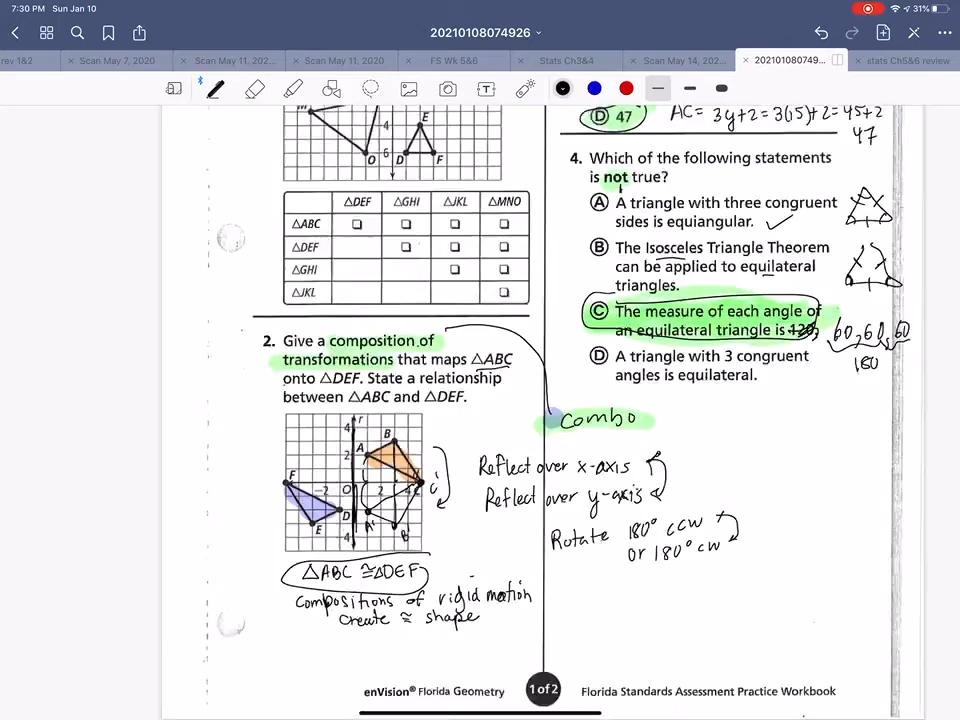 7:30 PM Sun Jan 10
31%
20210108074926
rev 1&2
Scan May 7, 2020
Scan May 11, 202...
Scan May 11, 2020
FS Wk 5&6
Stats Ch3&4
Scan May 14, 202...
202101080749...
stats Ch5&6 review
4
E
6
O
D
F
△DEF △GHI △JKL △MNO
△ABC
△DEF
△GHI
△JKL
2. Give a composition of
transformations that maps △ABC
onto △DEF. State a relationship
between △ABC and △DEF.
4
B
A
2
F
-2 O 2 4 C'
D
A'
E
B'
4
△ABC ≅ △DEF
Compositions of rigid motion
create ≅ shape
D 47 AC = 3y+2 = 3(15)+2 = 45+2
47
4. Which of the following statements
is not true?
A A triangle with three congruent
sides is equiangular.
B The Isosceles Triangle Theorem
can be applied to equilateral
triangles.
C The measure of each angle of
an equilateral triangle is 120.
60, 60, 60
180
D A triangle with 3 congruent
angles is equilateral.
Combo
Reflect over x-axis
Reflect over y-axis
Rotate 180° ccw
or 180° cw
enVision® Florida Geometry
1 of 2
Florida Standards Assessment Practice Workbook